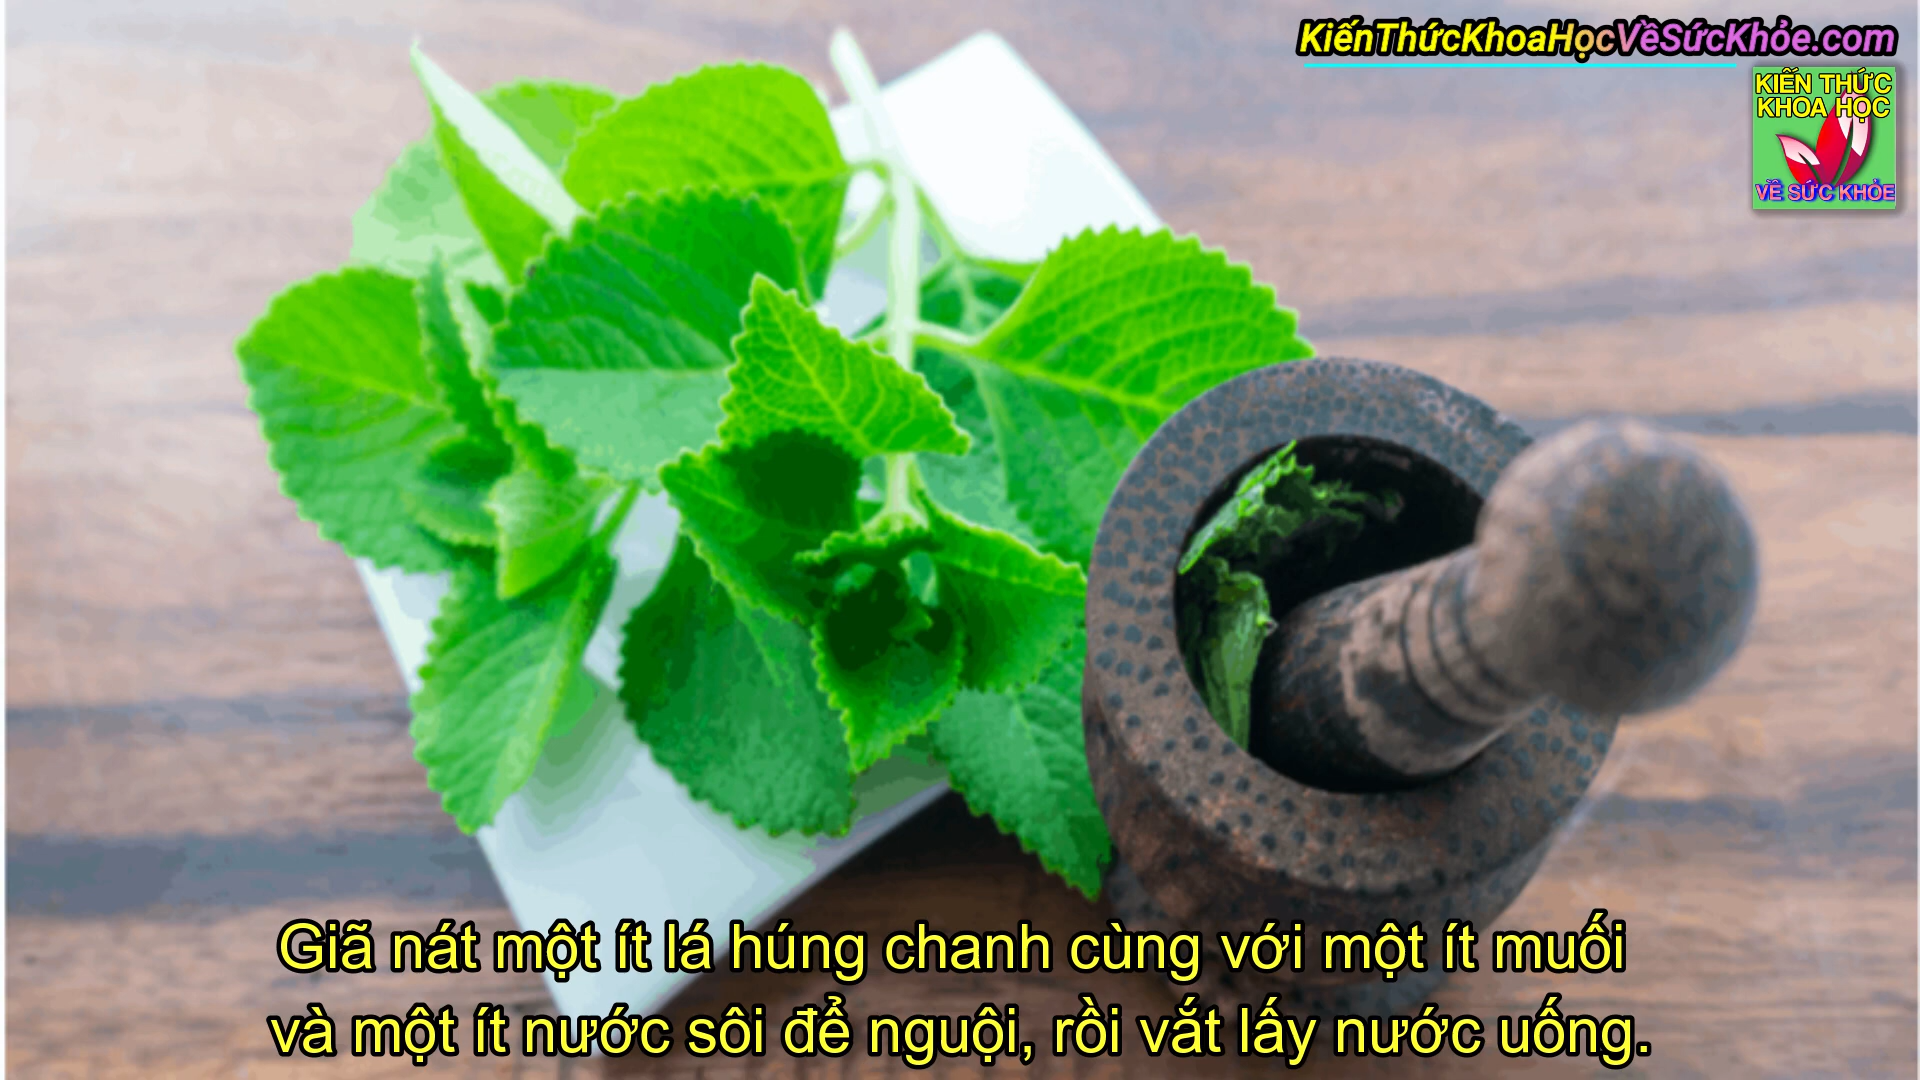 KiếnThứcKhoaHọcVềSứcKhỏe.com
KIẾN THỨC
KHOA HỌC
VỀ SỨC KHỎE
Giã nát một ít lá húng chanh cùng với một ít muối
và một ít nước sôi để nguội, rồi vắt lấy nước uống.